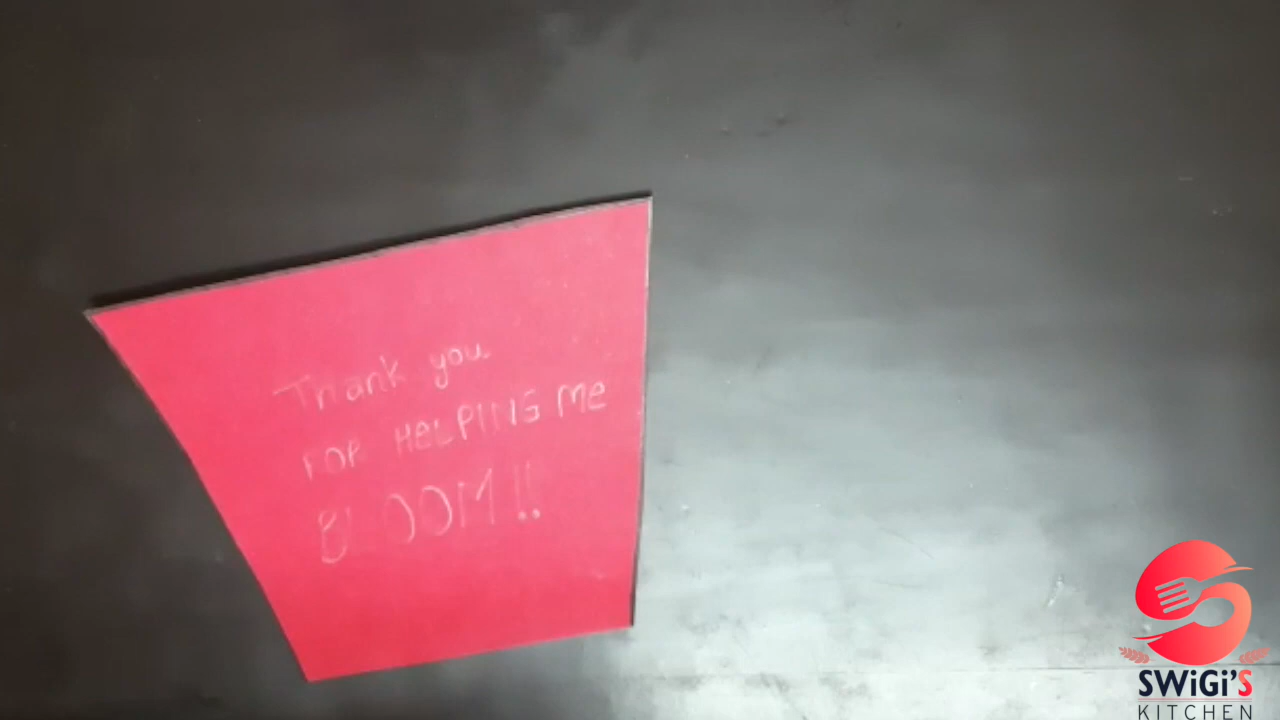 Thank you.
FOR HELPING ME
BLOOM!!
SWiGi'S
KITCHEN